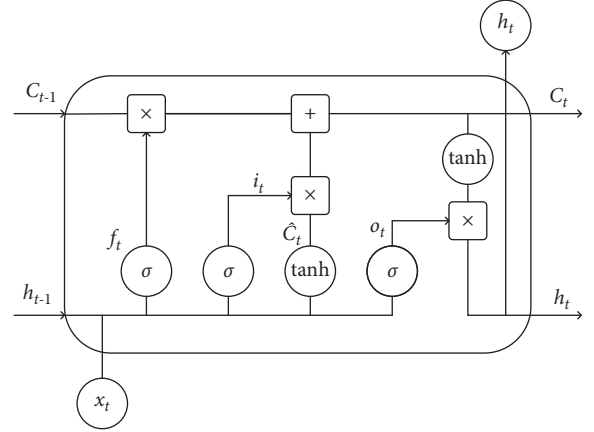 h_t
C_{t-1}
C_t
×
+
tanh
i_t
×
×
f_t
Ĉ_t
o_t
σ
σ
tanh
σ
h_{t-1}
h_t
x_t